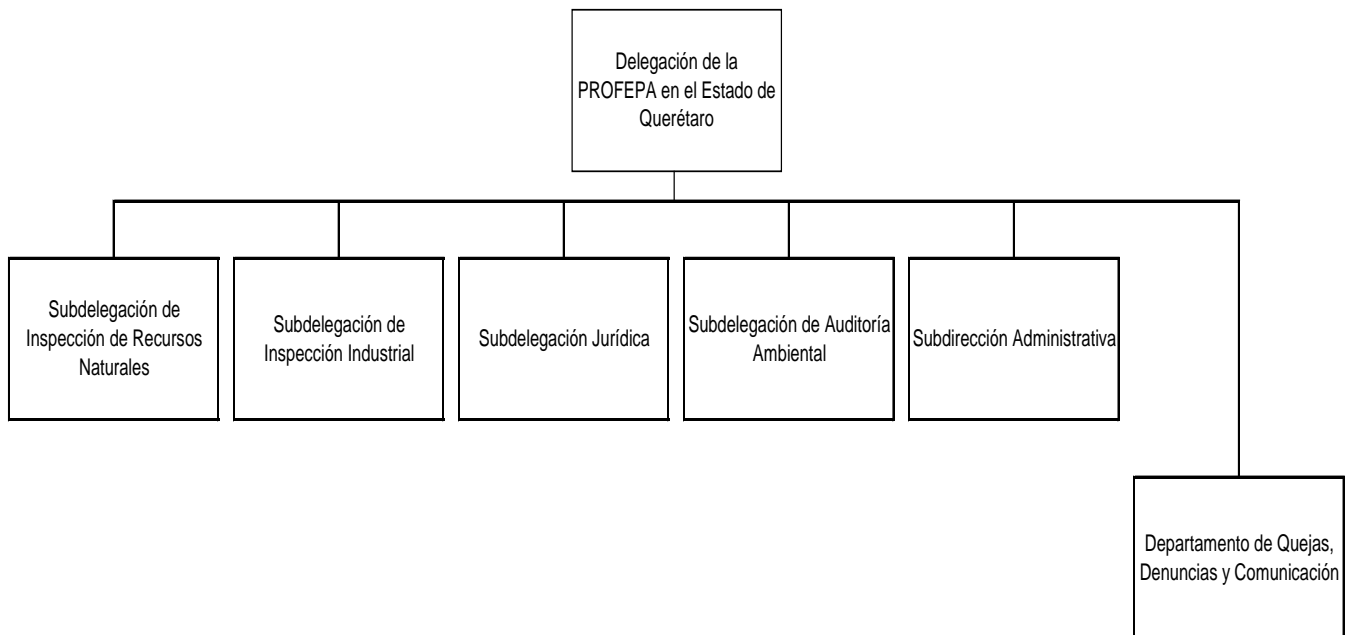 Delegación de la
PROFEPA en el Estado de
Querétaro
Subdelegación de
Inspección de Recursos
Naturales
Subdelegación de
Inspección Industrial
Subdelegación Jurídica
Subdelegación de Auditoría
Ambiental
Subdirección Administrativa
Departamento de Quejas,
Denuncias y Comunicación